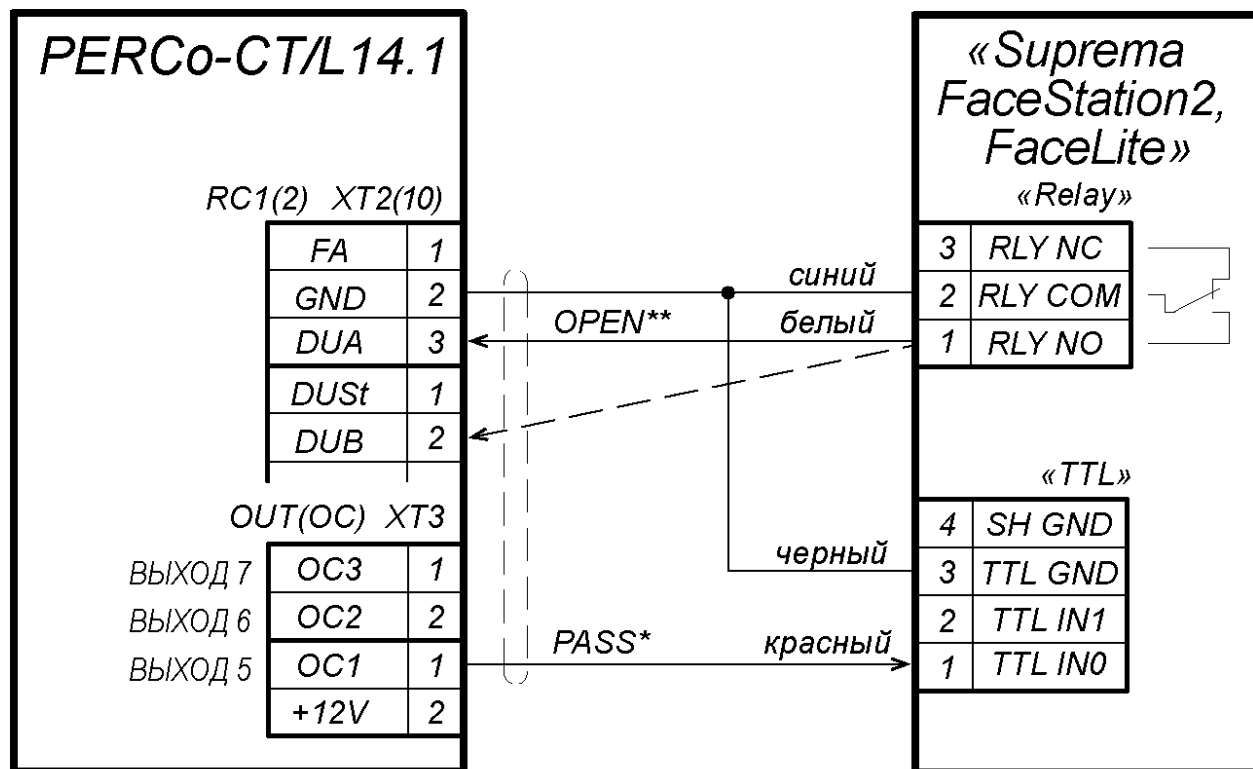 PERCo-CT/L14.1
RC1(2) XT2(10)
FA 1
GND 2
DUA 3
DUSt 1
DUB 2
OUT(OC) XT3
ВЫХОД 7 OC3 1
ВЫХОД 6 OC2 2
ВЫХОД 5 OC1 1
+12V 2
синий
OPEN** белый
черный
PASS* красный
«Suprema
FaceStation2,
FaceLite»
«Relay»
3 RLY NC
2 RLY COM
1 RLY NO
«TTL»
4 SH GND
3 TTL GND
2 TTL IN1
1 TTL IN0